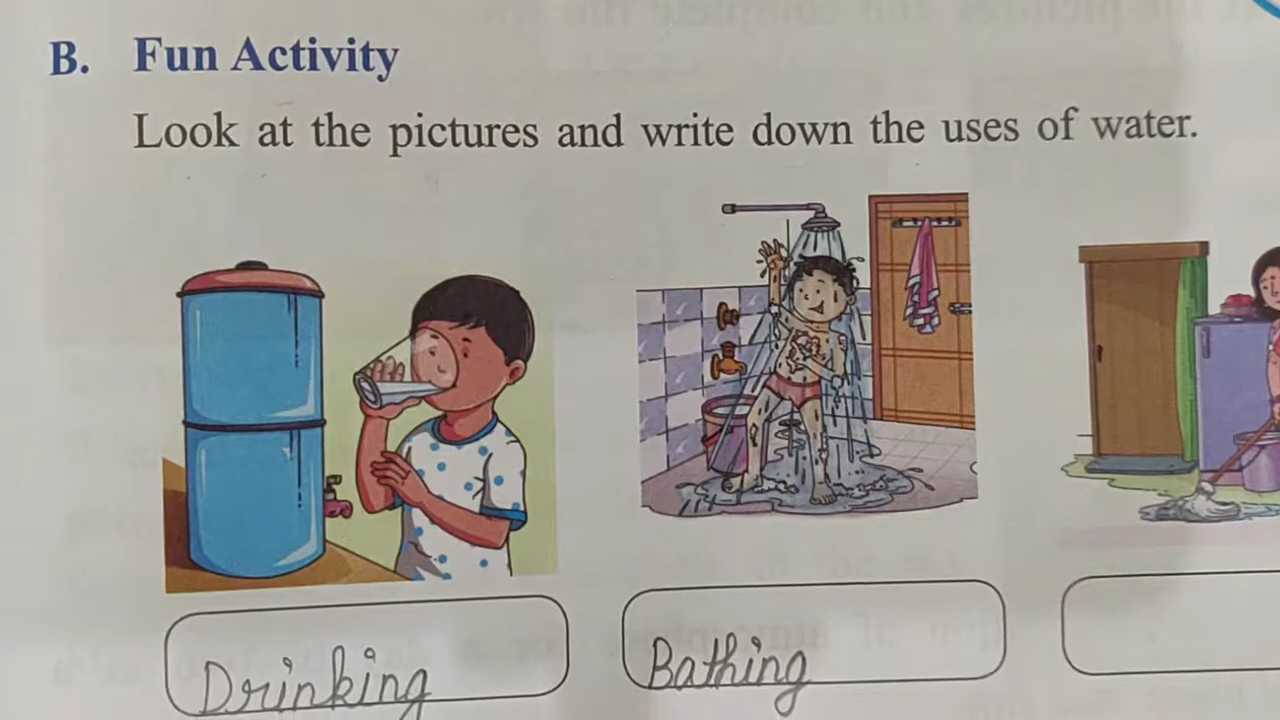 B. Fun Activity
Look at the pictures and write down the uses of water.
Drinking
Bathing